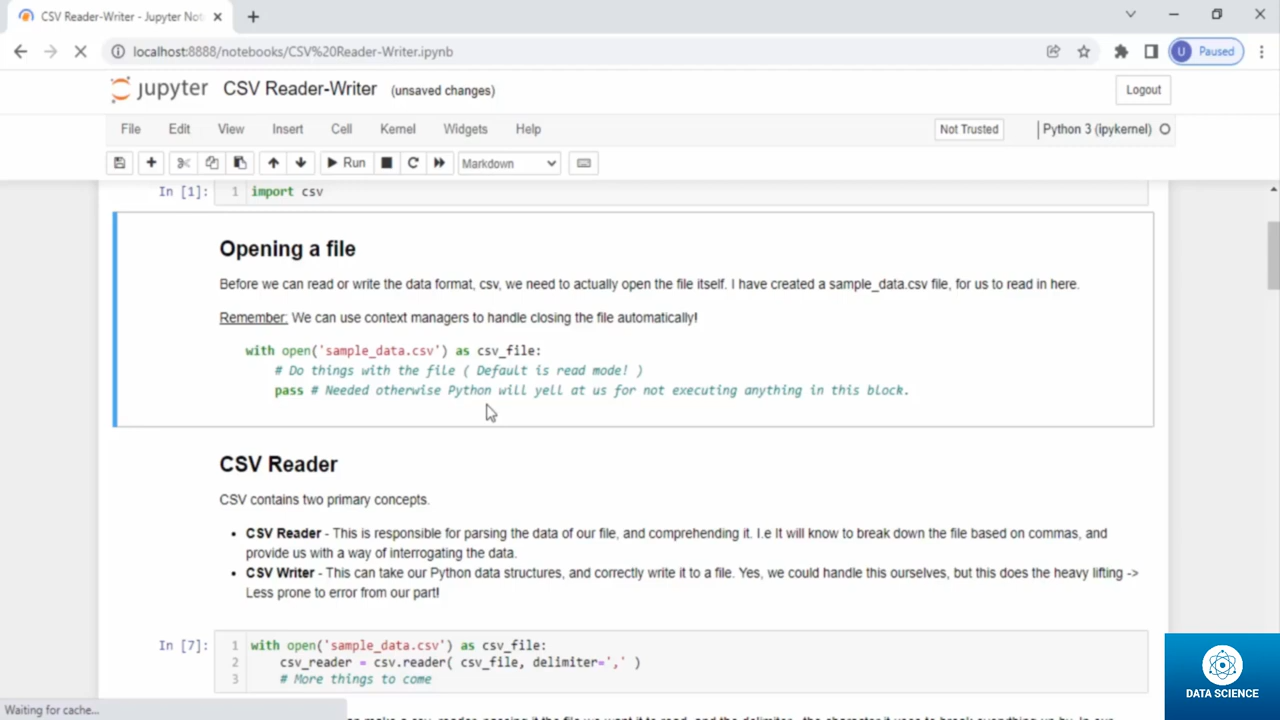 CSV Reader-Writer - Jupyter Not
localhost:8888/notebooks/CSV%20Reader-Writer.ipynb
U Paused
jupyter CSV Reader-Writer (unsaved changes)
Logout
File Edit View Insert Cell Kernel Widgets Help
Not Trusted
Python 3 (ipykernel)
Run
Markdown
In [1]: 1 import csv
Opening a file
Before we can read or write the data format, csv, we need to actually open the file itself. I have created a sample_data.csv file, for us to read in here.
Remember: We can use context managers to handle closing the file automatically!
with open('sample_data.csv') as csv_file:
# Do things with the file ( Default is read mode! )
pass # Needed otherwise Python will yell at us for not executing anything in this block.
CSV Reader
CSV contains two primary concepts.
• CSV Reader - This is responsible for parsing the data of our file, and comprehending it. I.e It will know to break down the file based on commas, and
provide us with a way of interrogating the data.
• CSV Writer - This can take our Python data structures, and correctly write it to a file. Yes, we could handle this ourselves, but this does the heavy lifting ->
Less prone to error from our part!
In [7]: 1 with open('sample_data.csv') as csv_file:
2 csv_reader = csv.reader( csv_file, delimiter=',' )
3 # More things to come
Waiting for cache...
DATA SCIENCE